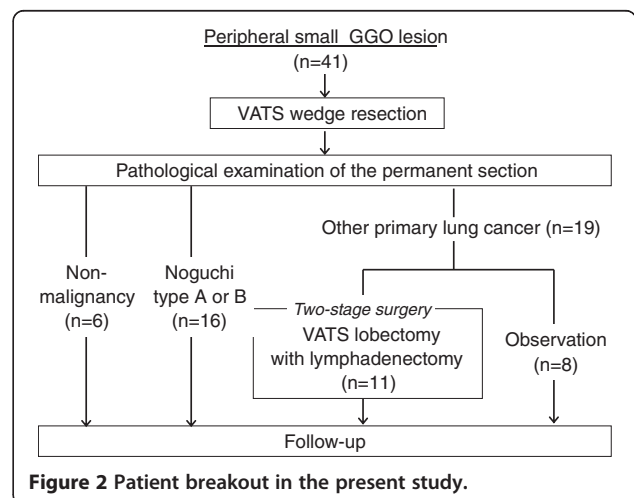 Peripheral small GGO lesion
(n=41)
VATS wedge resection
Pathological examination of the permanent section
Other primary lung cancer (n=19)
Non-
malignancy
(n=6)
Noguchi
type A or B
(n=16)
Two-stage surgery
VATS lobectomy
with lymphadenectomy
(n=11)
Observation
(n=8)
Follow-up
Figure 2 Patient breakout in the present study.